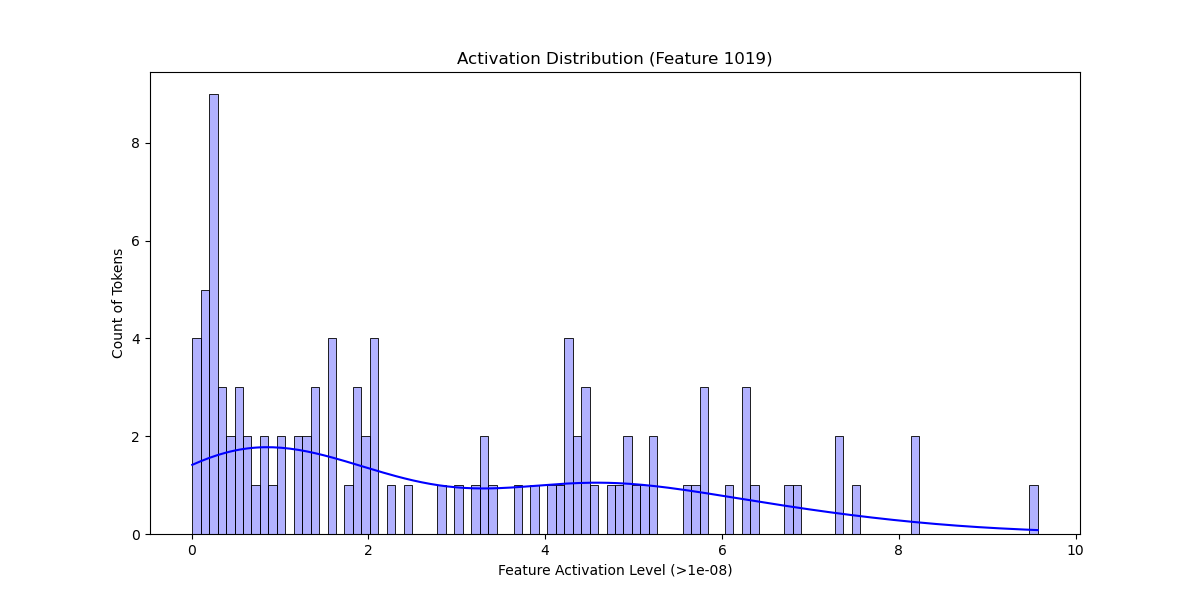 Activation Distribution (Feature 1019)
Count of Tokens
8
6
4
2
0
0 2 4 6 8 10
Feature Activation Level (>1e-08)